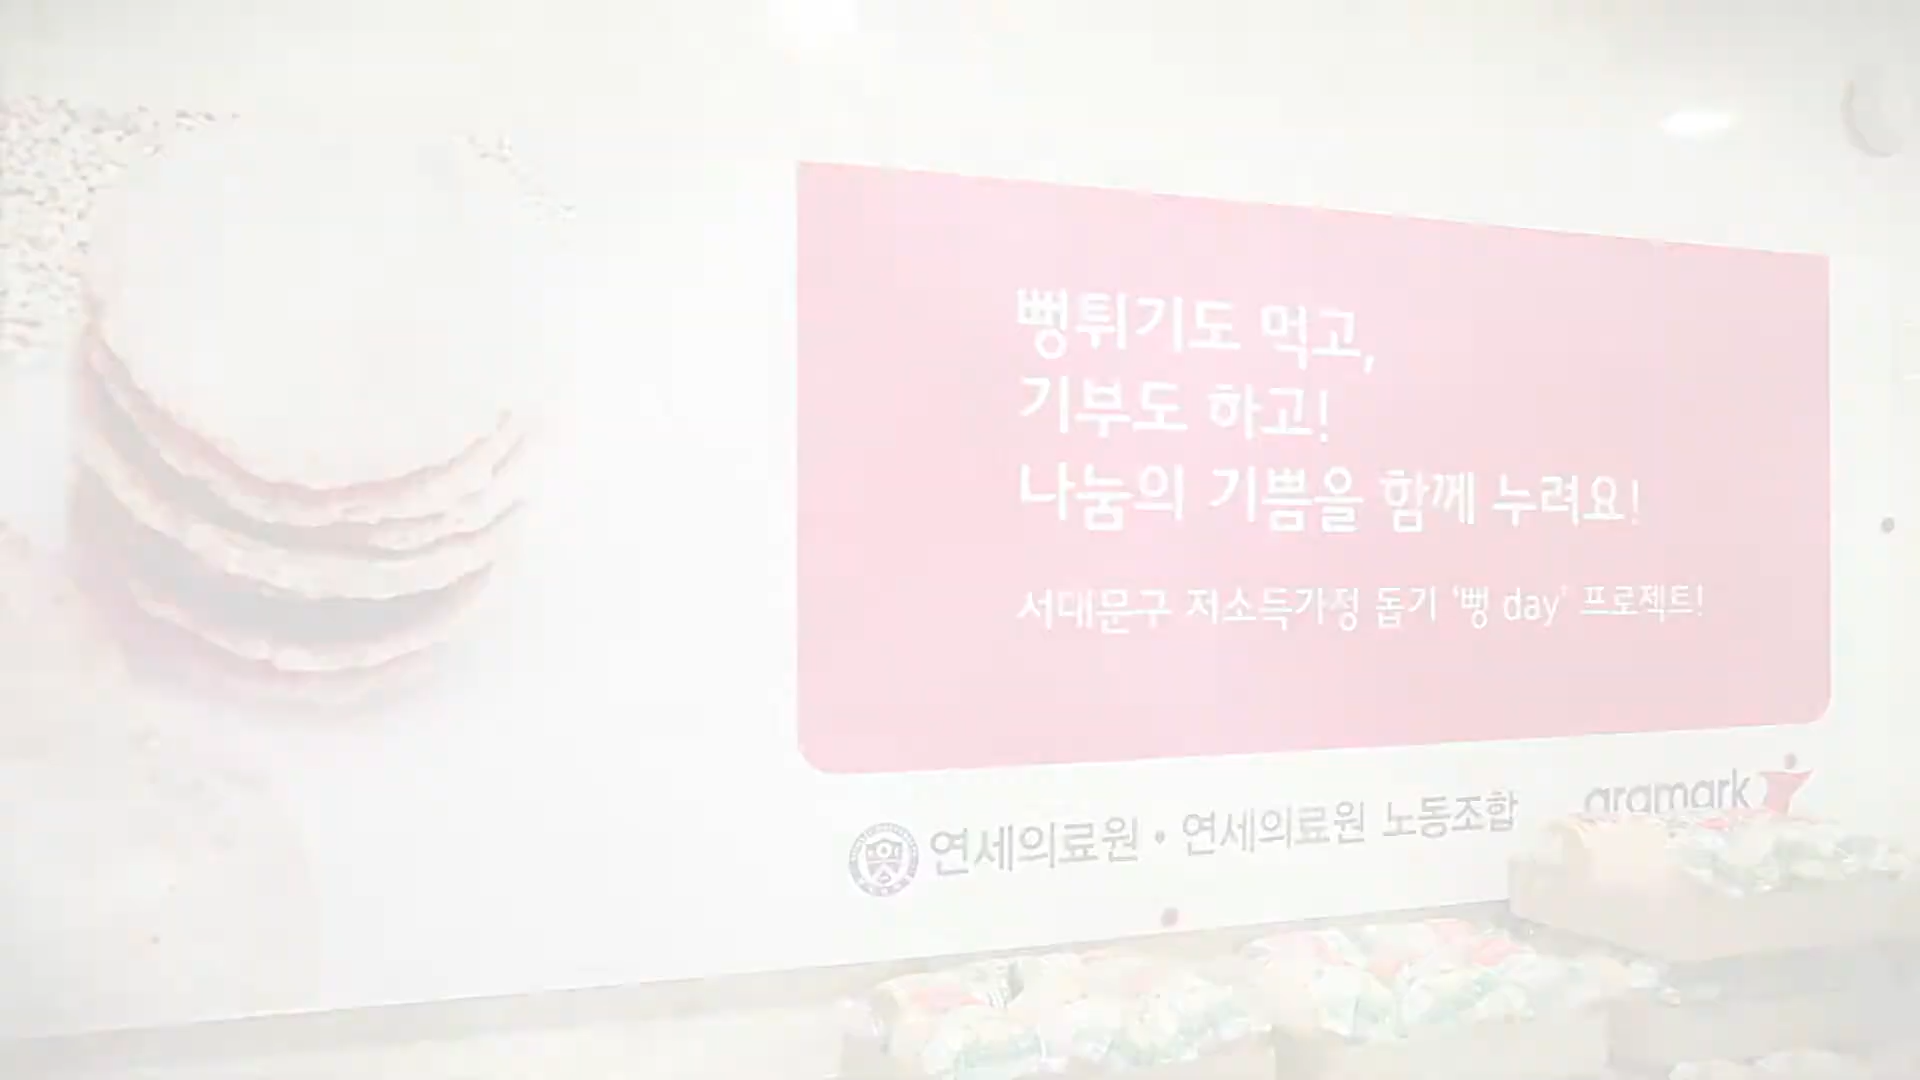 뻥튀기도 먹고,
기부도 하고!
나눔의 기쁨을 함께 누려요!
서대문구 저소득가정 돕기 ‘뻥 day’ 프로젝트!
연세의료원 • 연세의료원 노동조합
aramark